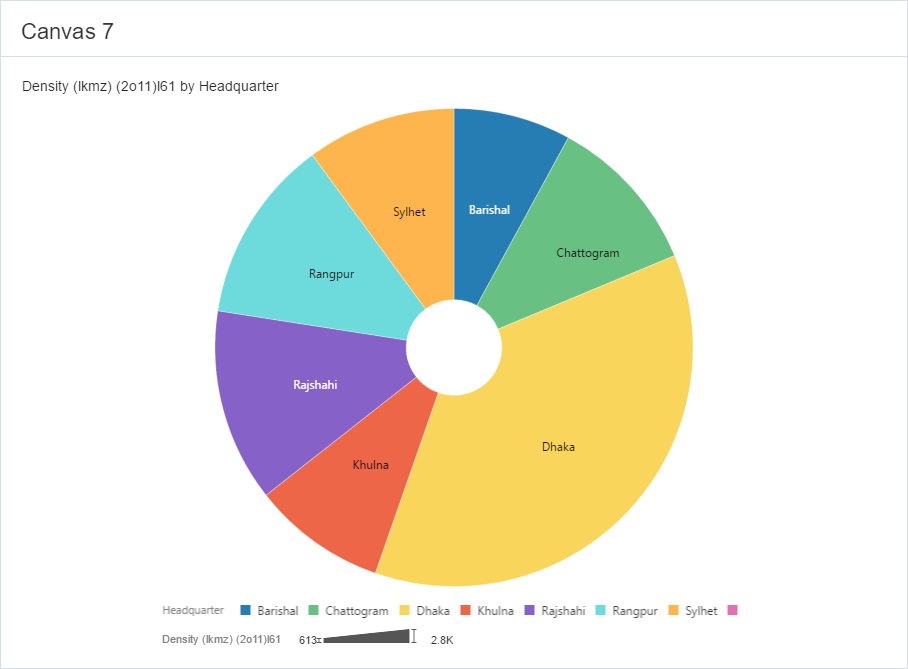 Canvas 7
Density (lkmz) (2o11)l61 by Headquarter
Sylhet
Barishal
Chattogram
Rangpur
Rajshahi
Dhaka
Khulna
Headquarter Barishal Chattogram Dhaka Khulna Rajshahi Rangpur Sylhet
Density (lkmz) (2o11)l61 613 2.8K